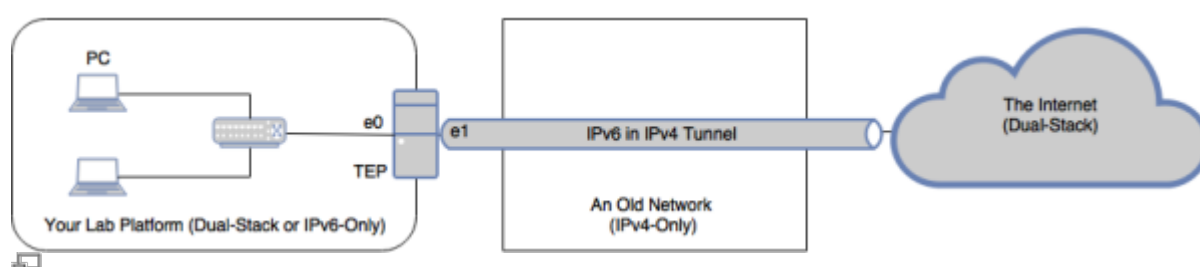 PC
e0
e1
TEP
Your Lab Platform (Dual-Stack or IPv6-Only)
IPv6 in IPv4 Tunnel
An Old Network
(IPv4-Only)
The Internet
(Dual-Stack)